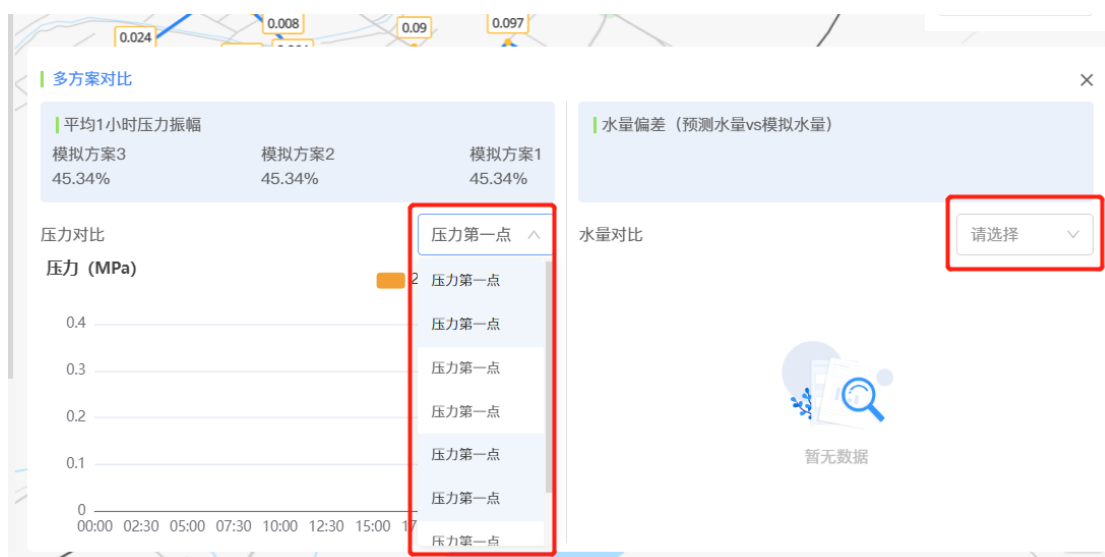 0.024
0.008
0.09
0.097
多方案对比
平均1小时压力振幅
模拟方案3 模拟方案2 模拟方案1
45.34% 45.34% 45.34%
水量偏差（预测水量vs模拟水量）
压力对比
压力第一点
压力（MPa）
2
压力第一点
压力第一点
压力第一点
压力第一点
压力第一点
压力第一点
压力第一点
0.4
0.3
0.2
0.1
0
00:00 02:30 05:00 07:30 10:00 12:30 15:00 17
水量对比
请选择
暂无数据